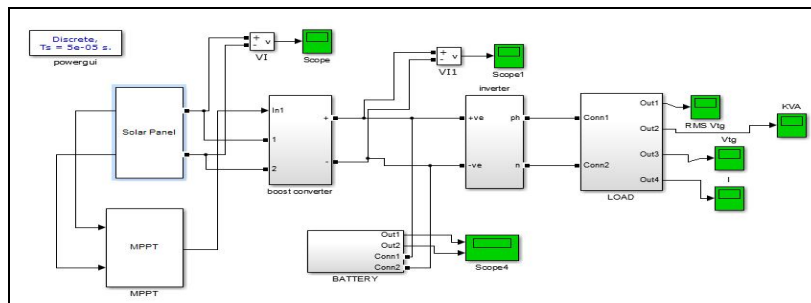 Discrete,
Ts = 5e-05 s.
powergui
+
-
v
VI
Scope
+
-
v
VI1
Scope1
Solar Panel
In1
1
2
+
-
boost converter
inverter
+ve
-ve
ph
n
Conn1
Conn2
Out1
Out2
Out3
Out4
LOAD
RMS Vtg
KVA
Vtg
I
MPPT
MPPT
Out1
Out2
Conn1
Conn2
BATTERY
Scope4